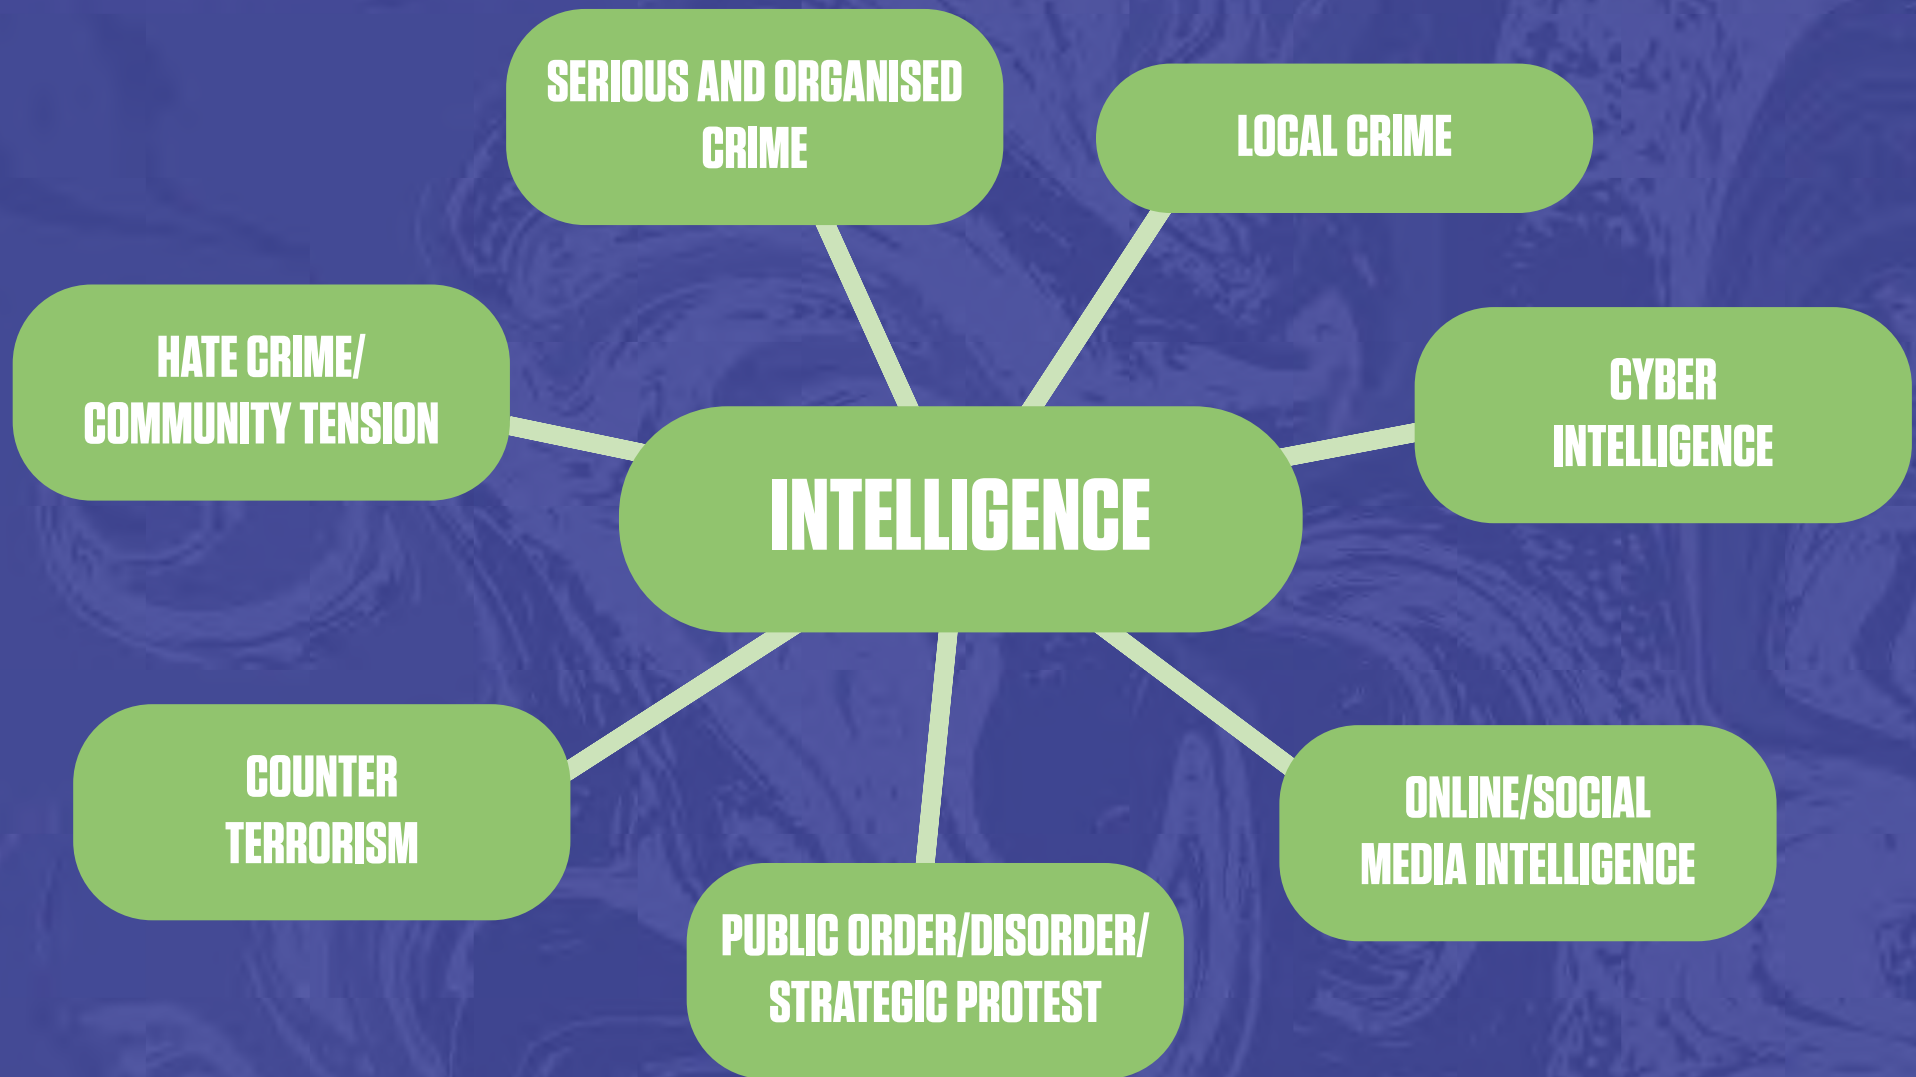 SERIOUS AND ORGANISED
CRIME
LOCAL CRIME
HATE CRIME/
COMMUNITY TENSION
CYBER
INTELLIGENCE
INTELLIGENCE
COUNTER
TERRORISM
ONLINE/SOCIAL
MEDIA INTELLIGENCE
PUBLIC ORDER/DISORDER/
STRATEGIC PROTEST